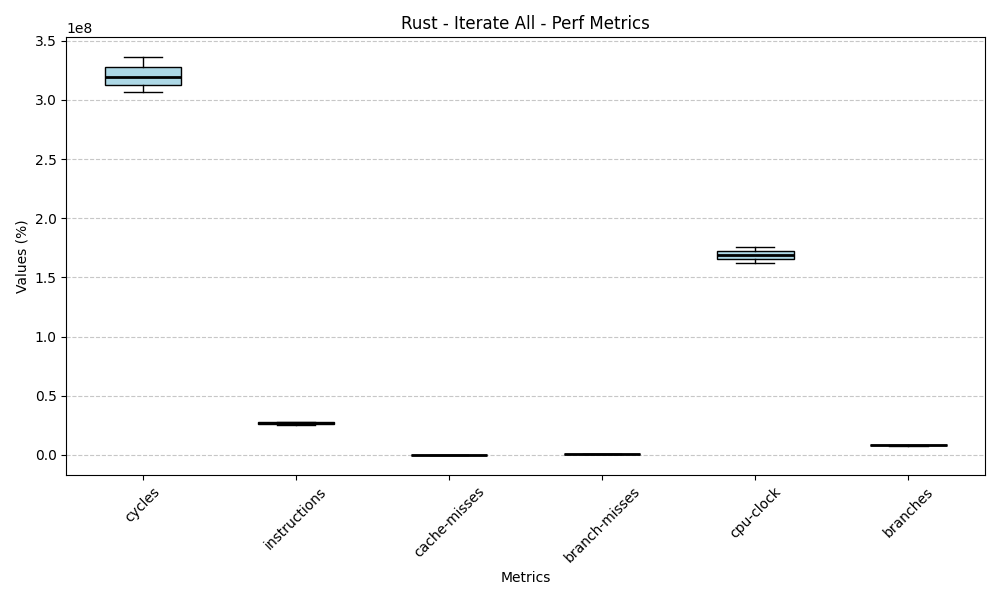 Rust - Iterate All - Perf Metrics
1e8
3.5
3.0
2.5
2.0
1.5
1.0
0.5
0.0
Values (%)
cycles
instructions
cache-misses
branch-misses
cpu-clock
branches
Metrics